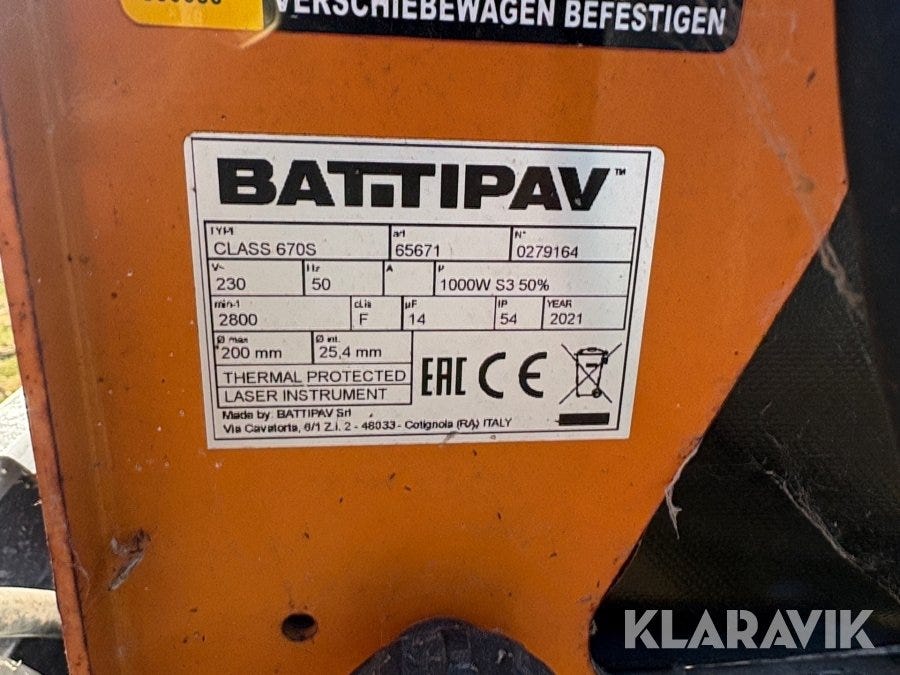 VERSCHIEBEWAGEN BEFESTIGEN
BATTIPAV™
TYPE art N°
CLASS 670S 65671 0279164
V~ Hz A P
230 50 1000W S3 50%
min-1 cl.is µF IP YEAR
2800 F 14 54 2021
Ø max Ø int.
200 mm 25,4 mm
THERMAL PROTECTED
LASER INSTRUMENT
EAC CE
Made by: BATTIPAV Srl
Via Cavatorta, 6/1 Z.I. 2 - 48033 - Cotignola (RA) ITALY
KLARAVIK